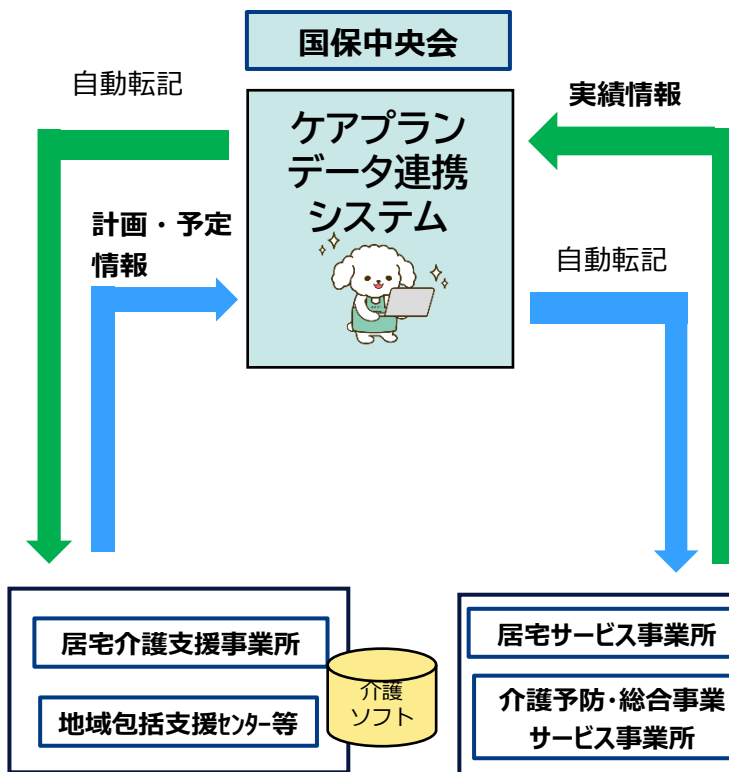 国保中央会
自動転記
実績情報
ケアプラン
データ連携
システム
計画・予定
情報
自動転記
居宅介護支援事業所
地域包括支援センター等
介護
ソフト
居宅サービス事業所
介護予防・総合事業
サービス事業所